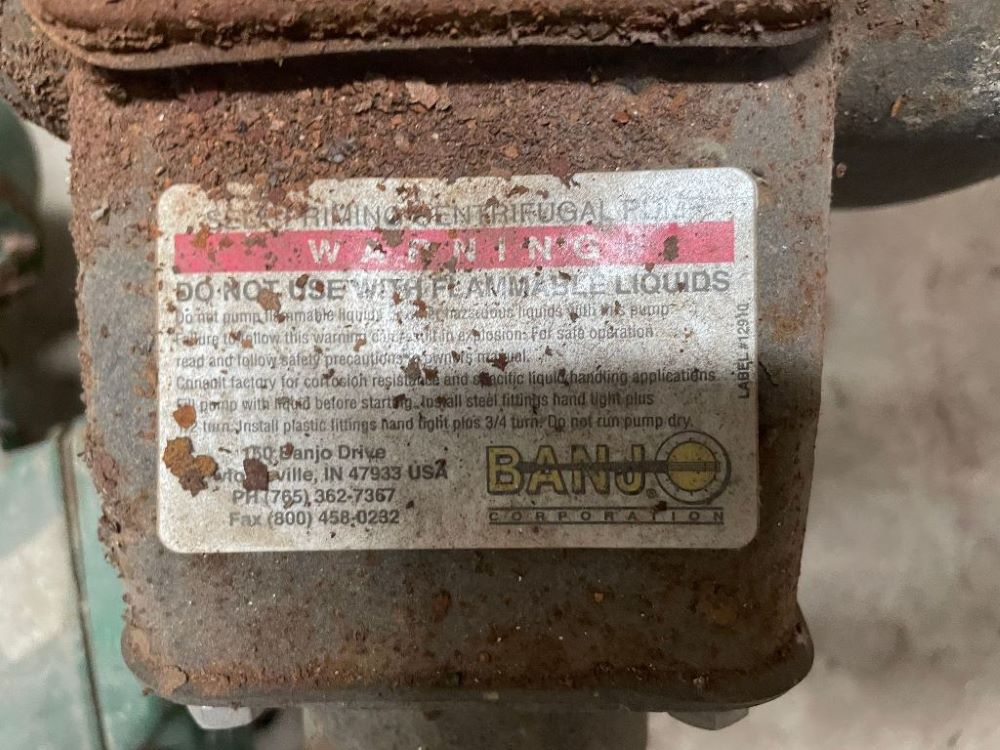 SELF-PRIMING CENTRIFUGAL PUMP
WARNING
DO NOT USE WITH FLAMMABLE LIQUIDS
Do not pump flammable liquids or other hazardous liquids with this pump
Failure to follow this warning can result in explosion. For safe operation
read and follow safety precautions in owner's manual.
Consult factory for corrosion resistance and specific liquid handling applications
Fill pump with liquid before starting. Install steel fittings hand tight plus
1/2 turn. Install plastic fittings hand tight plus 3/4 turn. Do not run pump dry.
LABEL#12910
150 Banjo Drive
ville, IN 47933 USA
PH (765) 362-7367
Fax (800) 458-0232
BANJO
CORPORATION